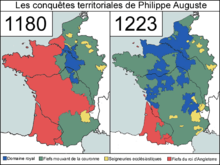 Les conquêtes territoriales de Philippe Auguste
1180
1223
Domaine royal
Fiefs mouvant de la couronne
Seigneuries ecclésiastiques
Fiefs du roi d'Angleterre